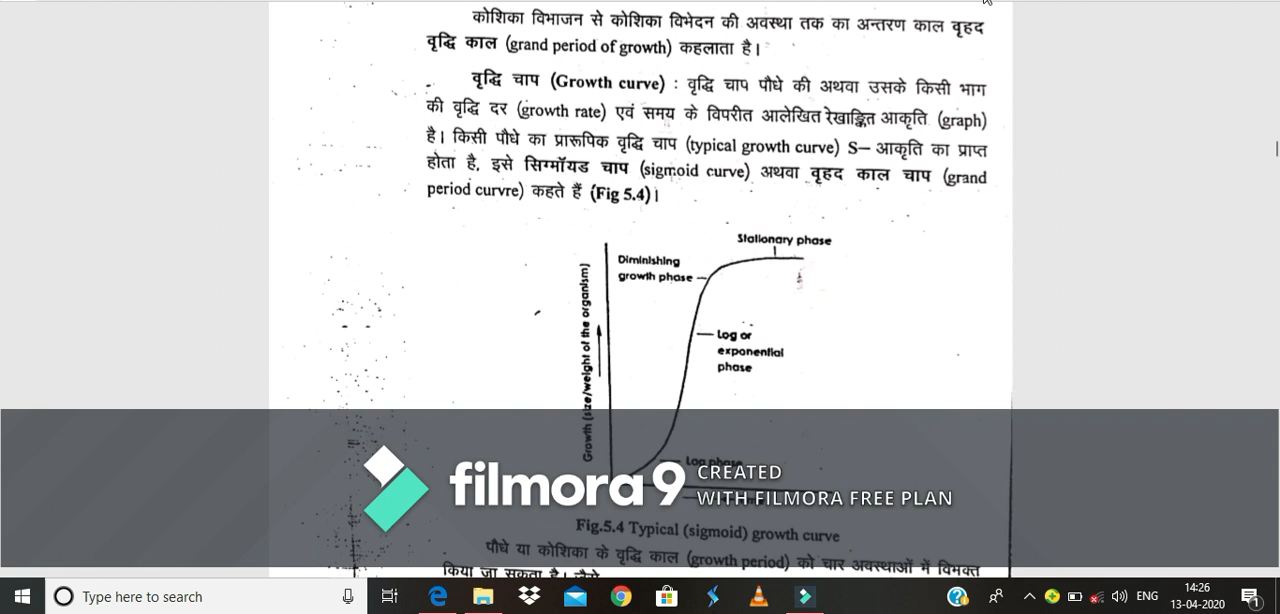 कोशिका विभाजन से कोशिका विभेदन की अवस्था तक का अन्तरण काल वृहद
वृद्धि काल (grand period of growth) कहलाता है।
वृद्धि चाप (Growth curve) : वृद्धि चाप पौधे की अथवा उसके किसी भाग
की वृद्धि दर (growth rate) एवं समय के विपरीत आलेखित रेखाङ्कित आकृति (graph)
है। किसी पौधे का प्रारूपिक वृद्धि चाप (typical growth curve) S– आकृति का प्राप्त
होता है, इसे सिग्मॉयड चाप (sigmoid curve) अथवा वृहद काल चाप (grand
period curvre) कहते हैं (Fig 5.4)।
Stationary phase
Diminishing
growth phase
Log or
exponential
phase
Growth (size/weight of the organism)
Lag phase
filmora9
CREATED
WITH FILMORA FREE PLAN
Fig.5.4 Typical (sigmoid) growth curve
पौधे या कोशिका के वृद्धि काल (growth period) को चार अवस्थाओं में विभक्त
किया जा सकता है। जैसे
Type here to search
ENG
14:26
13-04-2020
1